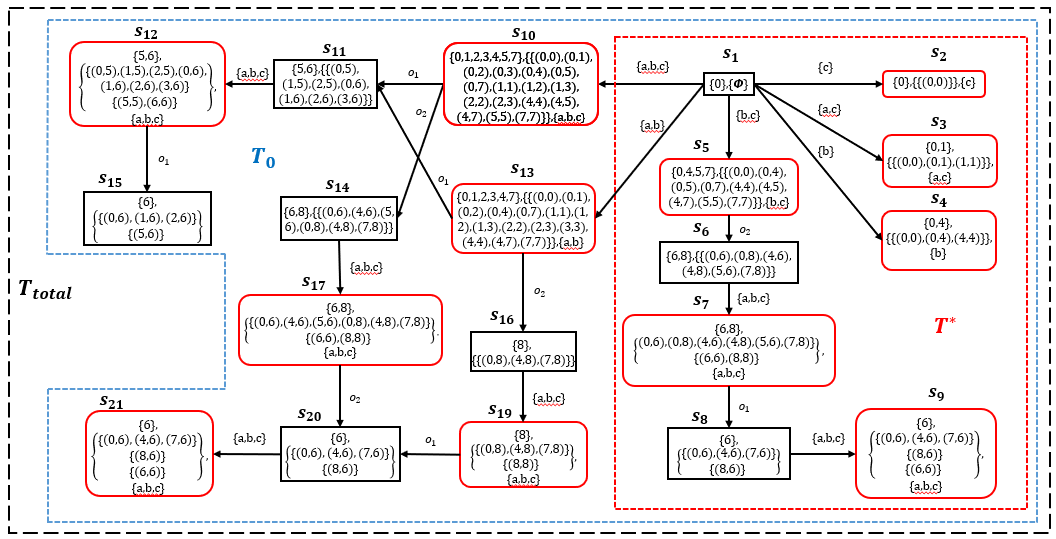 S₁₂
{5,6},
{(0,5),(1,5),(2,5),(0,6),
(1,6),(2,6),(3,6)}
{(5,5),(6,6)}
,
{a,b,c}
{a,b,c}
S₁₁
{5,6},{{(0,5),
(1,5),(2,5),(0,6),
(1,6),(2,6),(3,6)}}
o₁
S₁₀
{0,1,2,3,4,5,7},{{(0,0),(0,1),
(0,2),(0,3),(0,4),(0,5),
(0,7),(1,1),(1,2),(1,3),
(2,2),(2,3),(4,4),(4,5),
(4,7),(5,5),(7,7)}},{a,b,c}
{a,b,c}
S₁
{0},{Φ}
{c}
S₂
{0},{{(0,0)}},{c}
{a,c}
S₃
{0,1},
{{(0,0),(0,1),(1,1)}},
{a,c}
{b}
S₄
{0,4},
{{(0,0),(0,4),(4,4)}},
{b}
{a,b}
{b,c}
S₅
{0,4,5,7},{{(0,0),(0,4),
(0,5),(0,7),(4,4),(4,5),
(4,7),(5,5),(7,7)}},{b,c}
o₂
S₆
{6,8},{{(0,6),(0,8),(4,6),
(4,8),(5,6),(7,8)}}
{a,b,c}
S₇
{6,8},
{(0,6),(0,8),(4,6),(4,8),(5,6),(7,8)}
{(6,6),(8,8)}
,
{a,b,c}
o₁
S₈
{6},
{(0,6),(4,6),(7,6)}
{(8,6)}
{a,b,c}
S₉
{6},
{(0,6),(4,6),(7,6)}
{(8,6)}
{(6,6)}
,
{a,b,c}
T*
T₀
o₁
S₁₅
{6},
{(0,6),(1,6),(2,6)}
{(5,6)}
o₂
o₁
S₁₃
{0,1,2,3,4,7},{{(0,0),(0,1),
(0,2),(0,4),(0,7),(1,1),(1,
2),(1,3),(2,2),(2,3),(3,3),
(4,4),(4,7),(7,7)}},{a,b}
S₁₄
{6,8},{{(0,6),(4,6),(5,
6),(0,8),(4,8),(7,8)}}
{a,b,c}
S₁₇
{6,8},
{(0,6),(4,6),(5,6),(0,8),(4,8),(7,8)}
{(6,6),(8,8)}
,
{a,b,c}
o₂
S₁₆
{8},
{{(0,8),(4,8),(7,8)}}
{a,b,c}
T_total
o₂
S₁₉
{8},
{(0,8),(4,8),(7,8)}
{(8,8)}
,
{a,b,c}
o₁
S₂₀
{6},
{(0,6),(4,6),(7,6)}
{(8,6)}
{a,b,c}
S₂₁
{6},
{(0,6),(4,6),(7,6)}
{(8,6)}
{(6,6)}
,
{a,b,c}